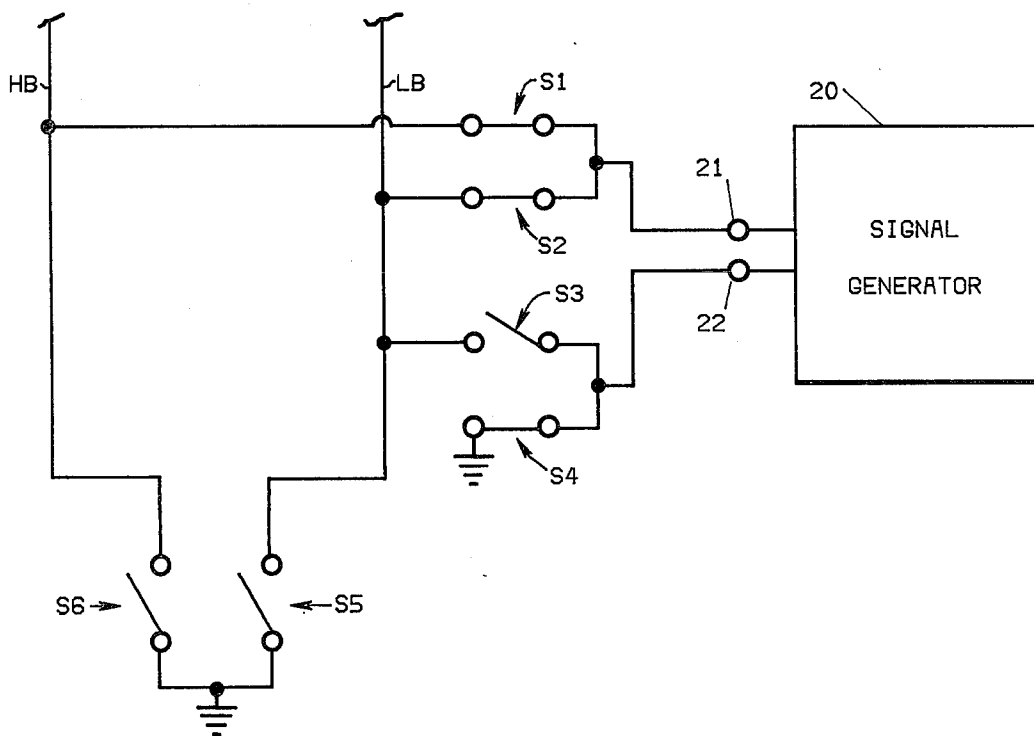 HB
LB
S1
20
21
S2
SIGNAL
GENERATOR
S3
22
S4
S6
S5